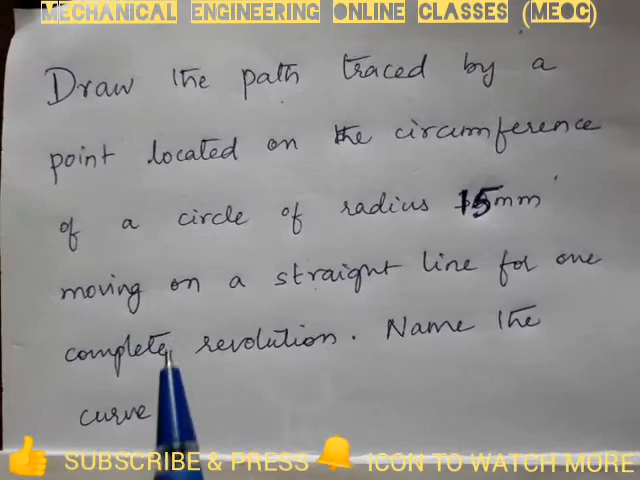 MECHANICAL ENGINEERING ONLINE CLASSES (MEOC)
Draw the path traced by a
point located on the circumference
of a circle of radius 15mm
moving on a straight line for one
complete revolution. Name the
curve
SUBSCRIBE & PRESS ICON TO WATCH MORE